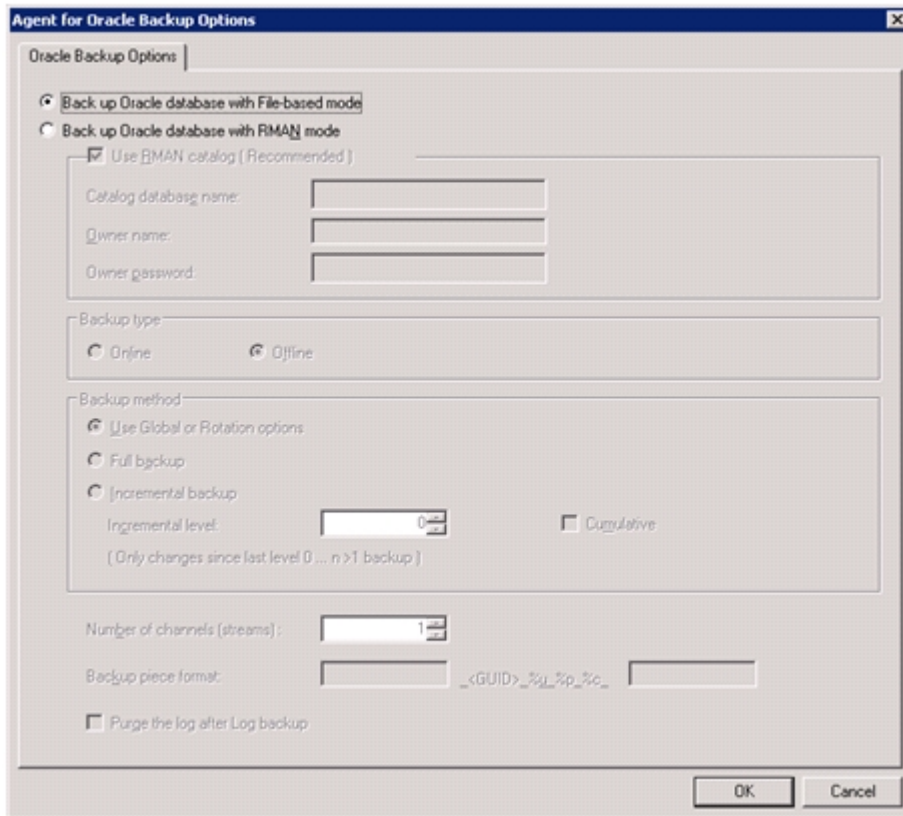 Agent for Oracle Backup Options
Oracle Backup Options
Back up Oracle database with File-based mode
Back up Oracle database with RMAN mode
Use RMAN catalog ( Recommended )
Catalog database name:
Owner name:
Owner password:
Backup type
Online Offline
Backup method
Use Global or Rotation options
Full backup
Incremental backup
Incremental level: 0 Cumulative
( Only changes since last level 0 ... n >1 backup )
Number of channels (streams) : 1
Backup piece format: _<GUID>_%u_%p_%c_
Purge the log after Log backup
OK Cancel